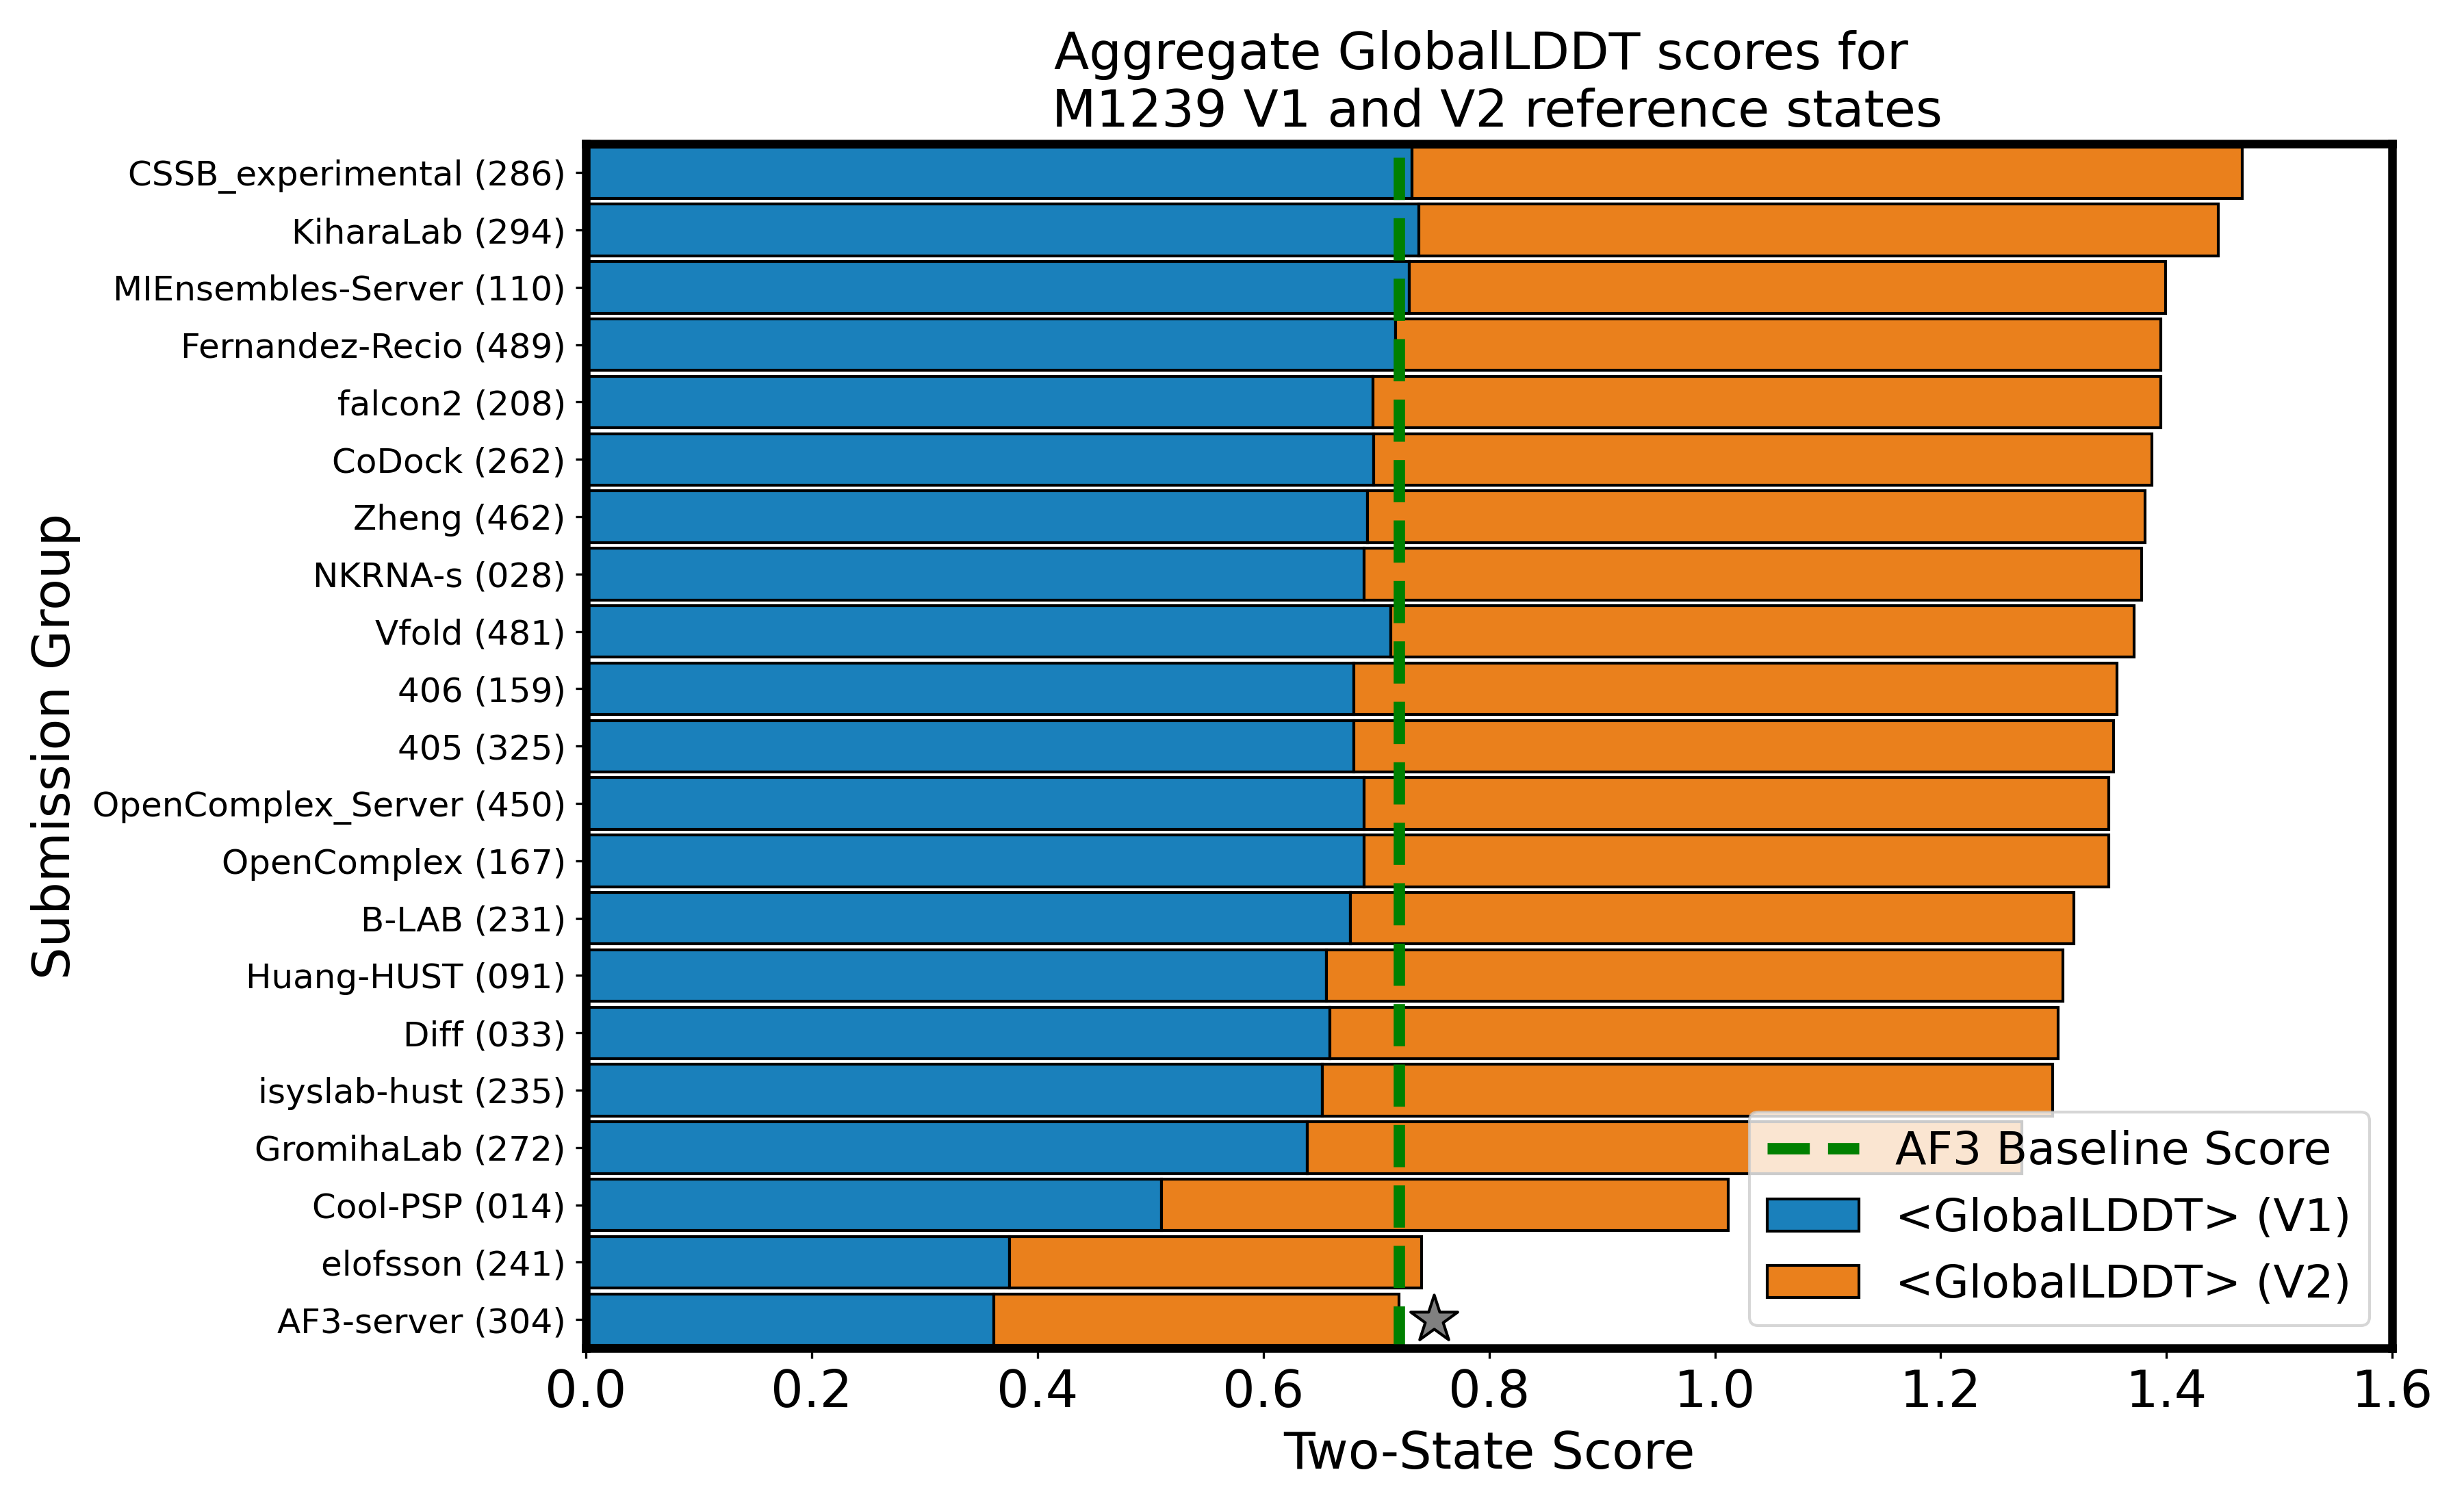 Aggregate GlobalLDDT scores for
M1239 V1 and V2 reference states
Submission Group
CSSB_experimental (286)
KiharaLab (294)
MIEnsembles-Server (110)
Fernandez-Recio (489)
falcon2 (208)
CoDock (262)
Zheng (462)
NKRNA-s (028)
Vfold (481)
406 (159)
405 (325)
OpenComplex_Server (450)
OpenComplex (167)
B-LAB (231)
Huang-HUST (091)
Diff (033)
isyslab-hust (235)
GromihaLab (272)
Cool-PSP (014)
elofsson (241)
AF3-server (304)
AF3 Baseline Score
<GlobalLDDT> (V1)
<GlobalLDDT> (V2)
0.0 0.2 0.4 0.6 0.8 1.0 1.2 1.4 1.6
Two-State Score